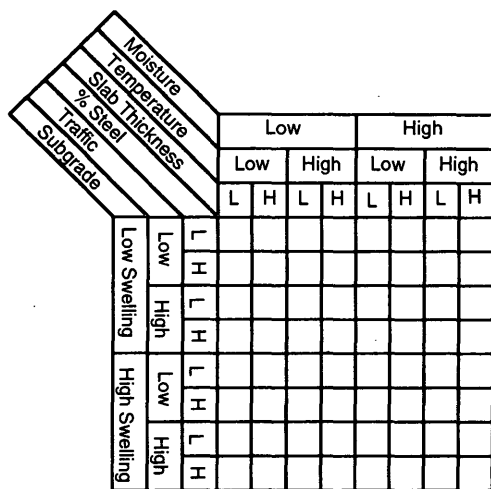 Moisture
Temperature
Slab Thickness
% Steel
Traffic
Subgrade
Low High
Low High Low High
L H L H L H L H
Low Swelling
Low
L
H
High
L
H
High Swelling
Low
L
H
High
L
H